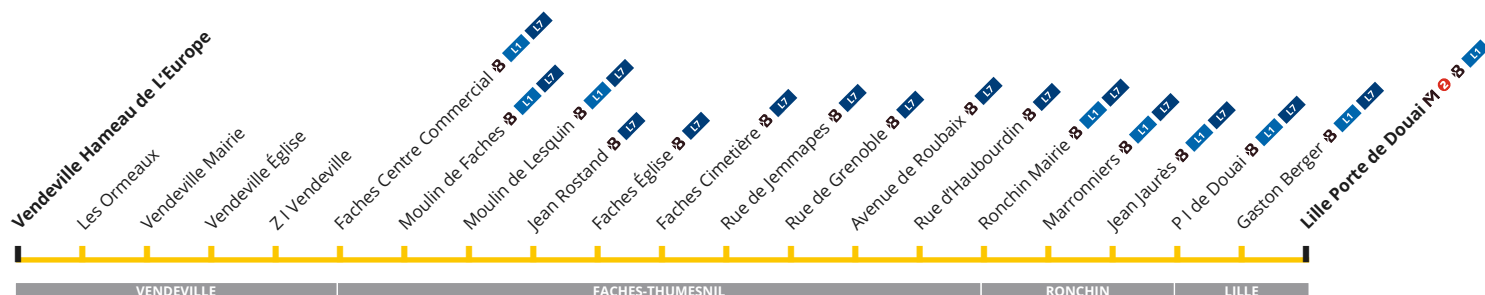 Vendeville Hameau de L'Europe
Les Ormeaux
Vendeville Mairie
Vendeville Église
Z I Vendeville
Faches Centre Commercial L1 L7
Moulin de Faches L1 L7
Moulin de Lesquin L1 L7
Jean Rostand L7
Faches Église L7
Faches Cimetière L7
Rue de Jemmapes L7
Rue de Grenoble L7
Avenue de Roubaix L7
Rue d'Haubourdin L7
Ronchin Mairie L1 L7
Marronniers L1 L7
Jean Jaurès L1 L7
P I de Douai L1 L7
Gaston Berger L1 L7
Lille Porte de Douai M 2 L1
VENDEVILLE
FACHES-THUMESNIL
RONCHIN
LILLE